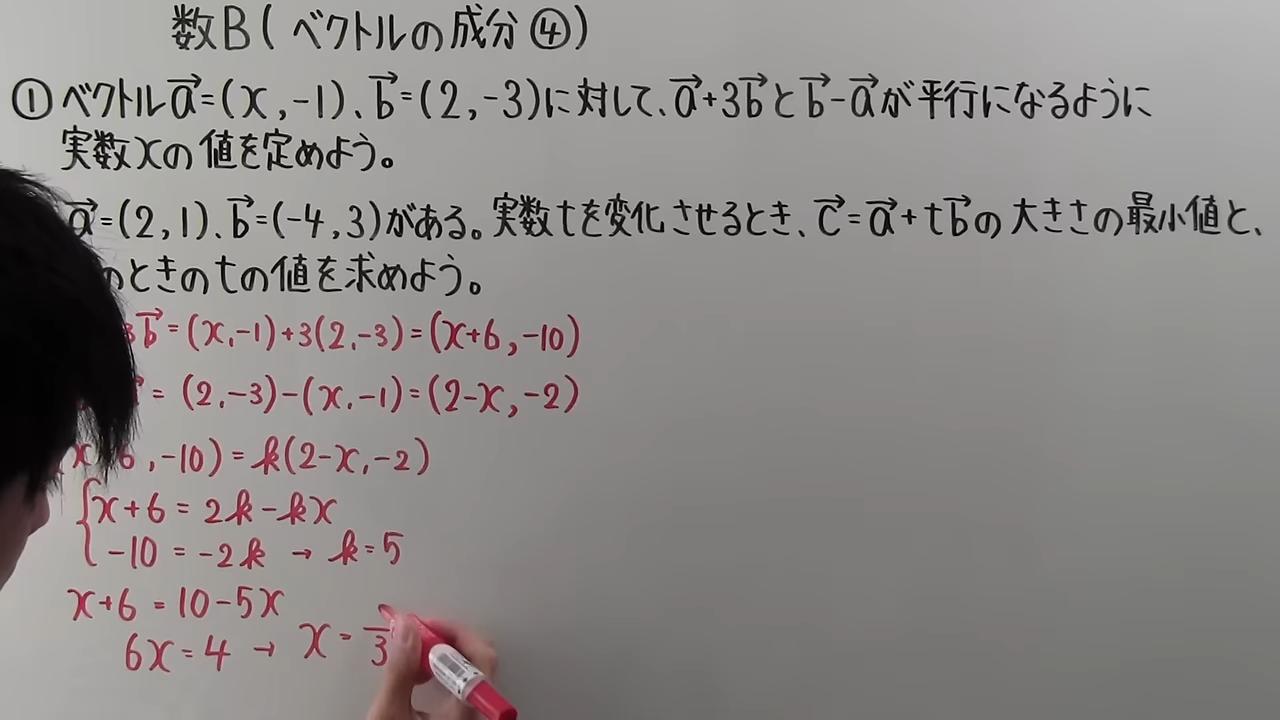 数B(ベクトルの成分④)
①ベクトルa⃗=(x,-1)、b⃗=(2,-3)に対して、a⃗+3b⃗とb⃗-a⃗が平行になるように
実数xの値を定めよう。
a⃗=(2,1)、b⃗=(-4,3)がある。実数tを変化させるとき、c⃗=a⃗+tb⃗の大きさの最小値と、
のときのtの値を求めよう。
3b⃗=(x,-1)+3(2,-3)=(x+6,-10)
=(2,-3)-(x,-1)=(2-x,-2)
x 6,-10)=k(2-x,-2)
{x+6=2k-kx
-10=-2k→k=5
x+6=10-5x
6x=4→x=―3